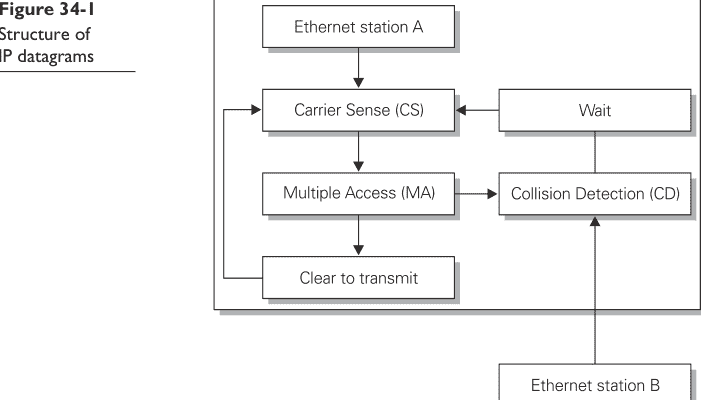 Figure 34-1
Structure of
IP datagrams
Ethernet station A
Carrier Sense (CS)
Wait
Multiple Access (MA)
Collision Detection (CD)
Clear to transmit
Ethernet station B